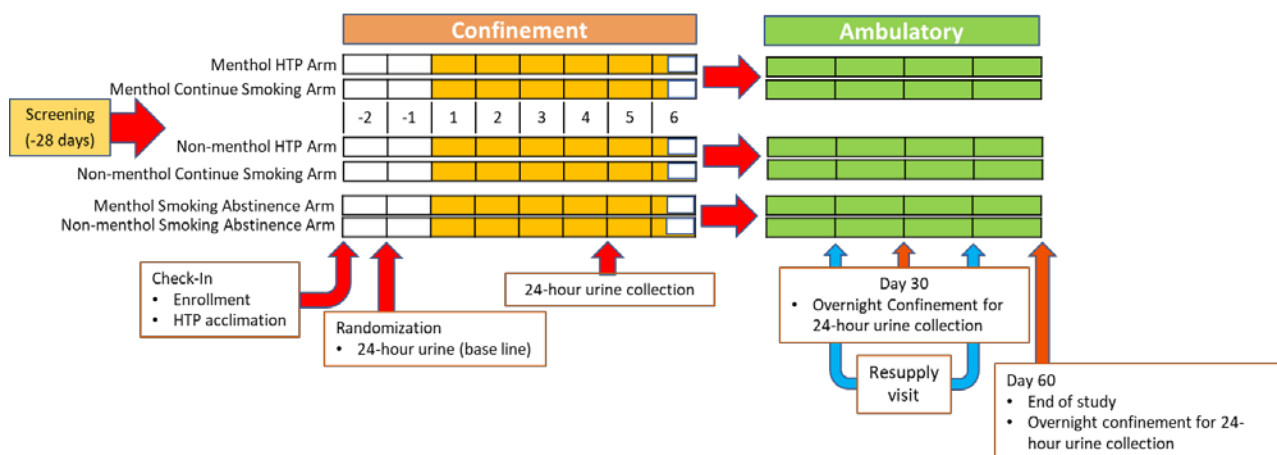 Confinement
Ambulatory
Menthol HTP Arm
Menthol Continue Smoking Arm
Screening
(-28 days)
-2 -1 1 2 3 4 5 6
Non-menthol HTP Arm
Non-menthol Continue Smoking Arm
Menthol Smoking Abstinence Arm
Non-menthol Smoking Abstinence Arm
Check-In
• Enrollment
• HTP acclimation
Randomization
• 24-hour urine (base line)
24-hour urine collection
Day 30
• Overnight Confinement for
24-hour urine collection
Resupply
visit
Day 60
• End of study
• Overnight confinement for 24-
hour urine collection